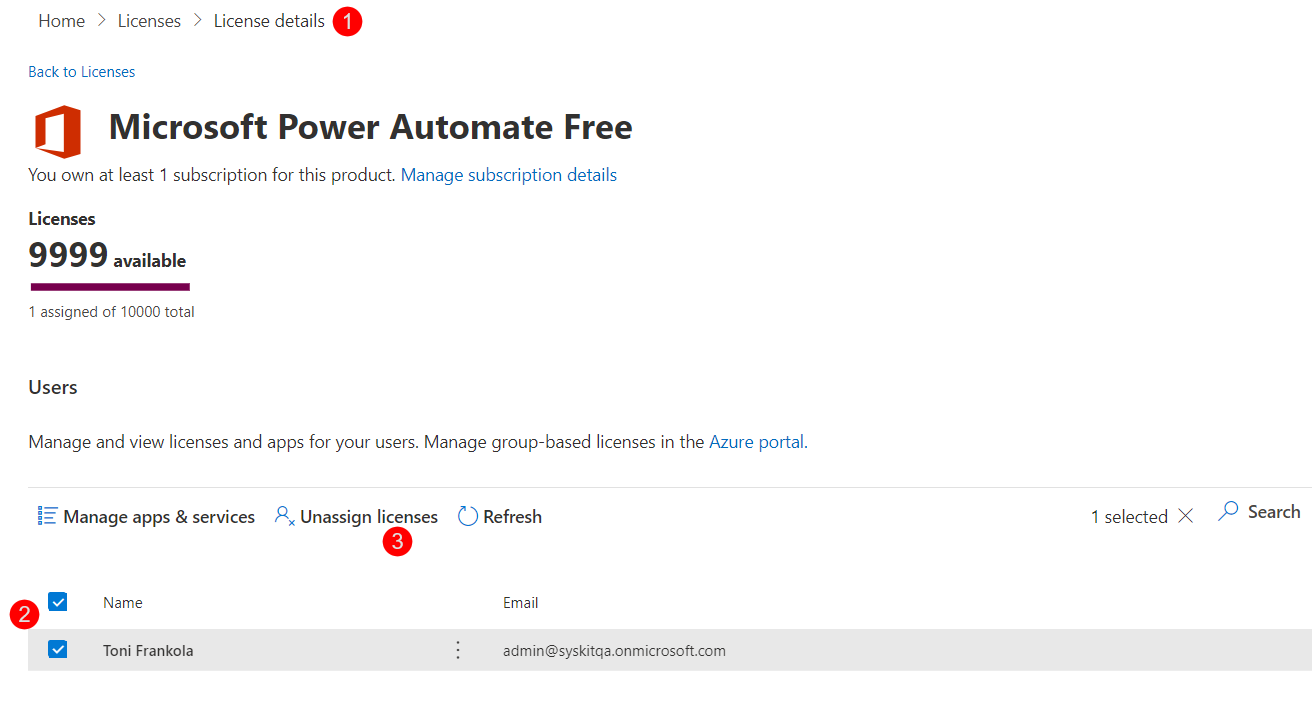 Home > Licenses > License details 1
Back to Licenses
Microsoft Power Automate Free
You own at least 1 subscription for this product. Manage subscription details
Licenses
9999 available
1 assigned of 10000 total
Users
Manage and view licenses and apps for your users. Manage group-based licenses in the Azure portal.
Manage apps & services Unassign licenses Refresh 1 selected Search
3
Name Email
2
Toni Frankola admin@syskitqa.onmicrosoft.com